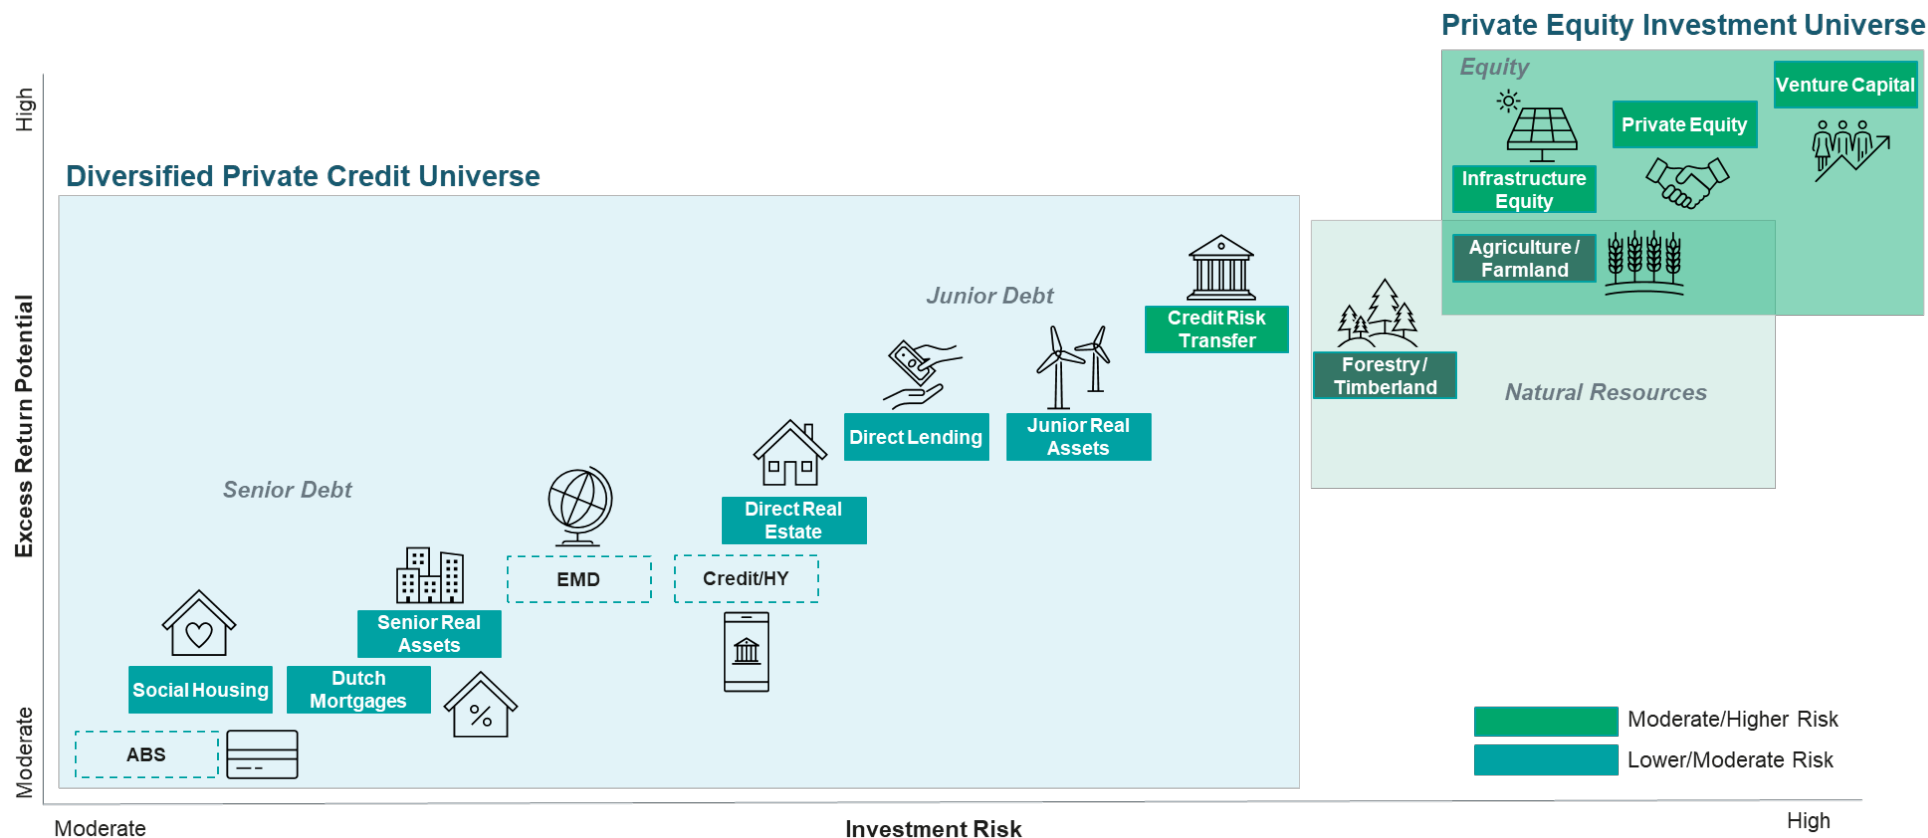 Private Equity Investment Universe
Equity
Venture Capital
Private Equity
Infrastructure
Equity
Agriculture /
Farmland
Forestry /
Timberland
Natural Resources
Diversified Private Credit Universe
Junior Debt
Credit Risk
Transfer
Direct Lending
Junior Real
Assets
Senior Debt
Direct Real
Estate
EMD
Credit/HY
Senior Real
Assets
Social Housing
Dutch
Mortgages
ABS
High
Excess Return Potential
Moderate
Moderate
Investment Risk
High
Moderate/Higher Risk
Lower/Moderate Risk